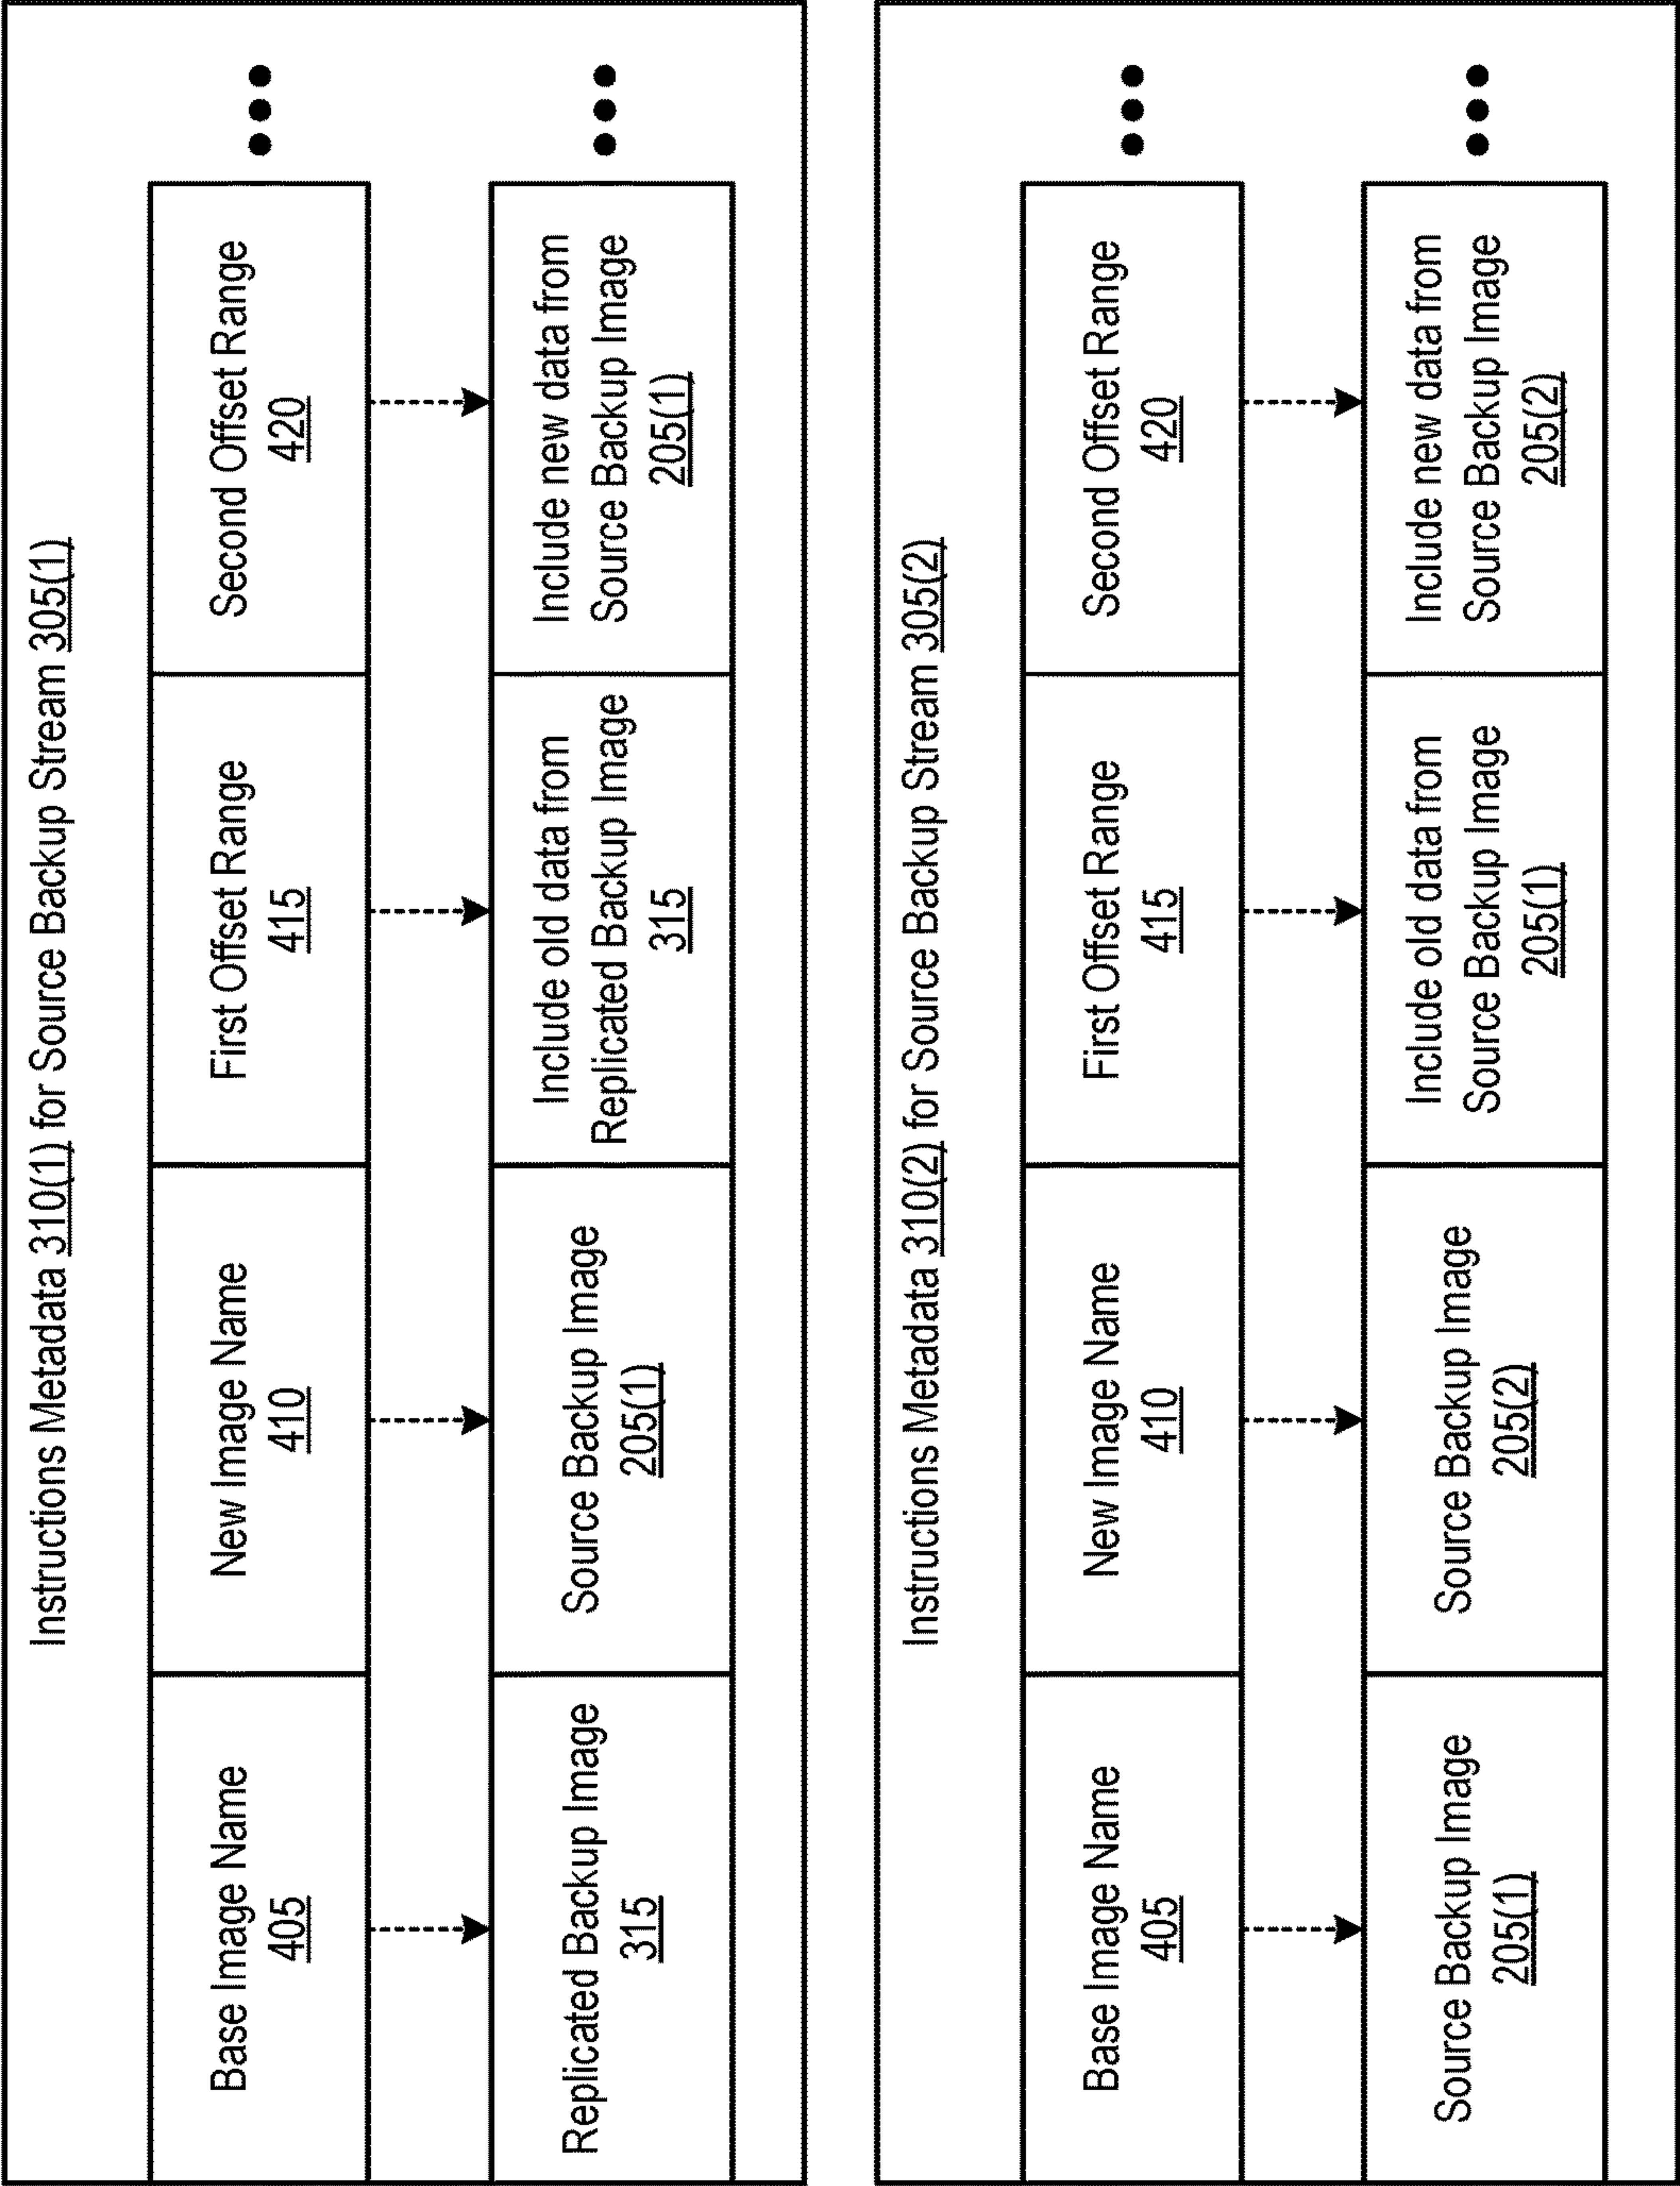 Instructions Metadata 310(1) for Source Backup Stream 305(1)
Base Image Name
405
New Image Name
410
First Offset Range
415
Second Offset Range
420
Replicated Backup Image
315
Source Backup Image
205(1)
Include old data from
Replicated Backup Image
315
Include new data from
Source Backup Image
205(1)
Instructions Metadata 310(2) for Source Backup Stream 305(2)
Base Image Name
405
New Image Name
410
First Offset Range
415
Second Offset Range
420
Source Backup Image
205(1)
Source Backup Image
205(2)
Include old data from
Source Backup Image
205(1)
Include new data from
Source Backup Image
205(2)